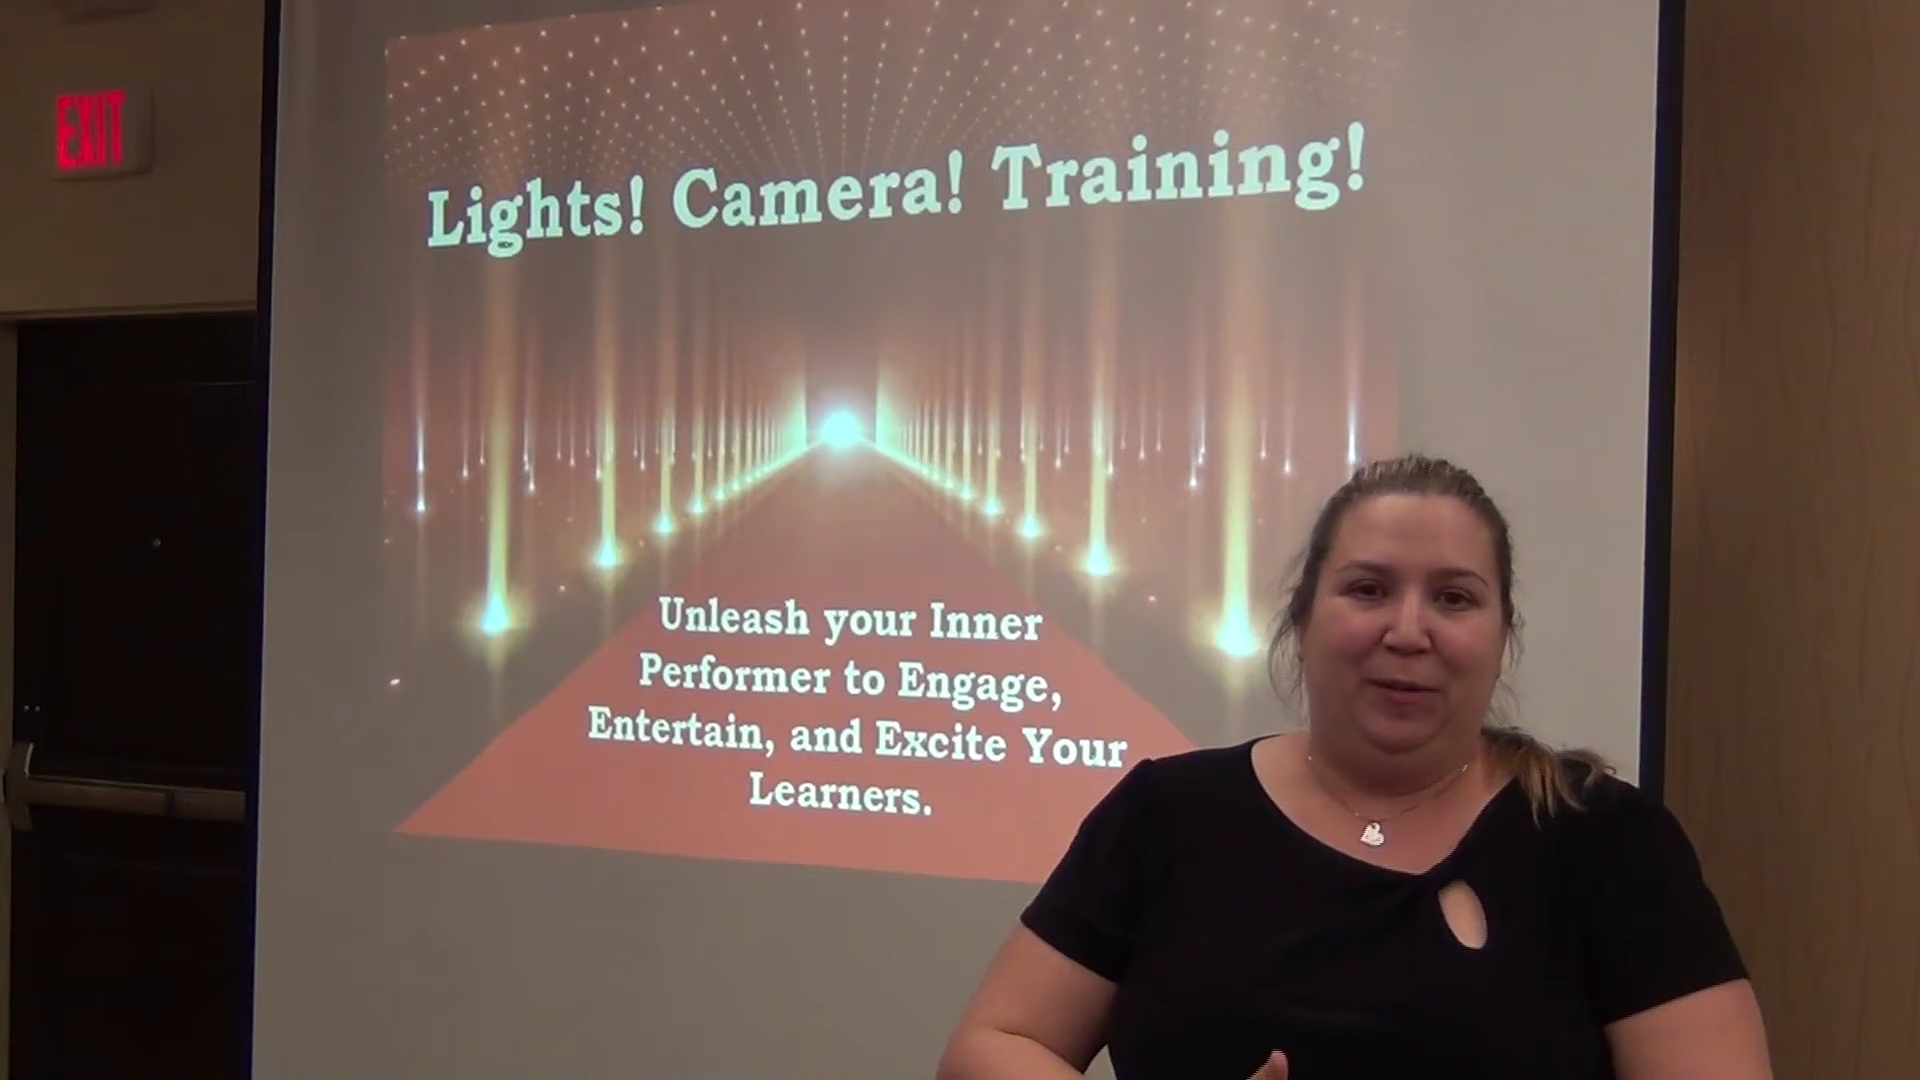 EXIT
Lights! Camera! Training!
Unleash your Inner
Performer to Engage,
Entertain, and Excite Your
Learners.